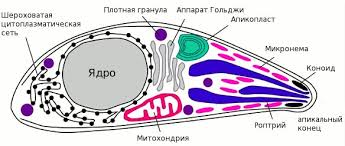 Плотная гранула
Аппарат Гольджи
Апикопласт
Шероховатая
цитоплазматическая
сеть
Микронема
Коноид
Ядро
Митохондрия
Роптрий
апикальный
конец